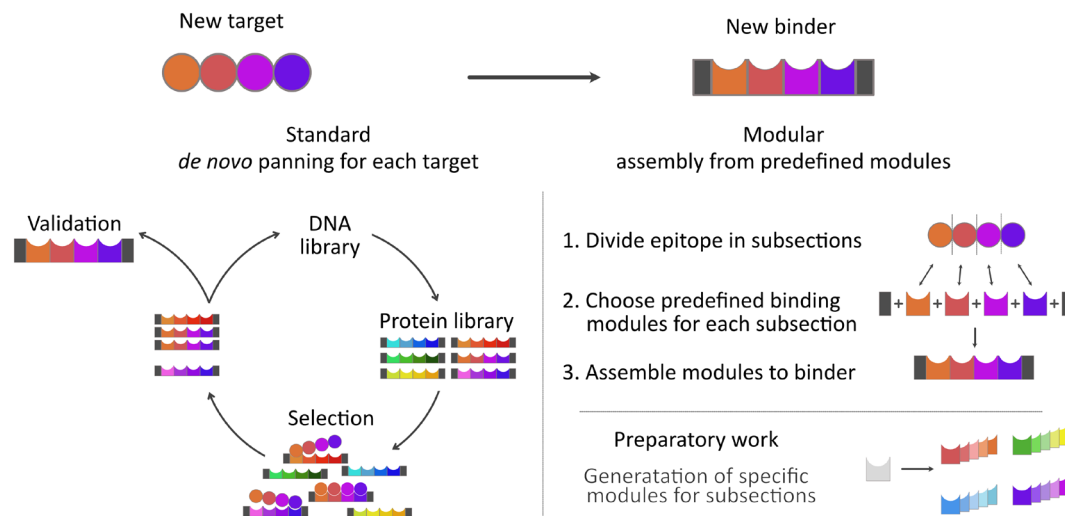 New target
New binder
Standard
de novo panning for each target
Modular
assembly from predefined modules
Validation
DNA
library
Protein library
Selection
1. Divide epitope in subsections
2. Choose predefined binding
modules for each subsection
+ + + + +
3. Assemble modules to binder
Preparatory work
Generatation of specific
modules for subsections